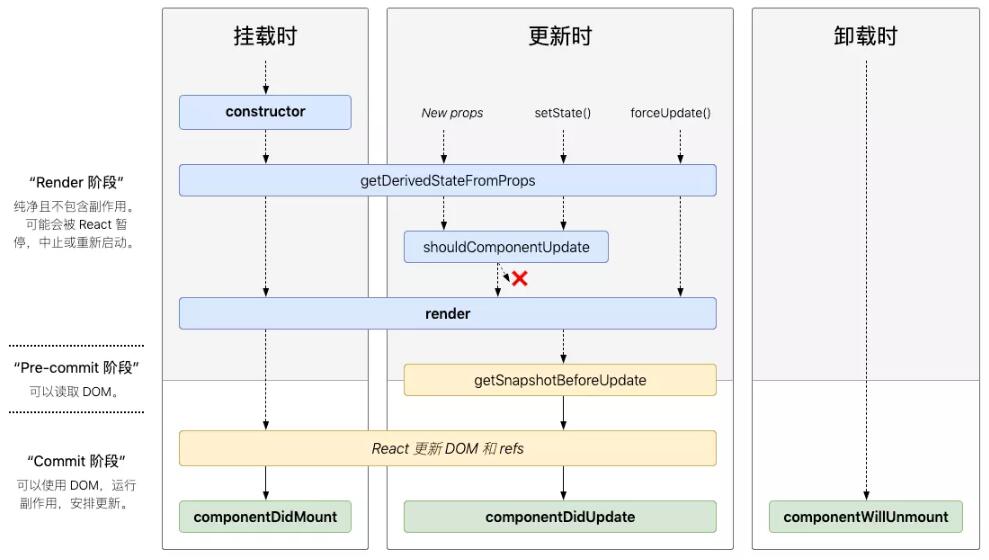 挂载时
更新时
卸载时
constructor
New props
setState()
forceUpdate()
“Render 阶段”
纯净且不包含副作用。
可能会被 React 暂
停，中止或重新启动。
getDerivedStateFromProps
shouldComponentUpdate
render
“Pre-commit 阶段”
可以读取 DOM。
getSnapshotBeforeUpdate
“Commit 阶段”
可以使用 DOM，运行
副作用，安排更新。
React 更新 DOM 和 refs
componentDidMount
componentDidUpdate
componentWillUnmount